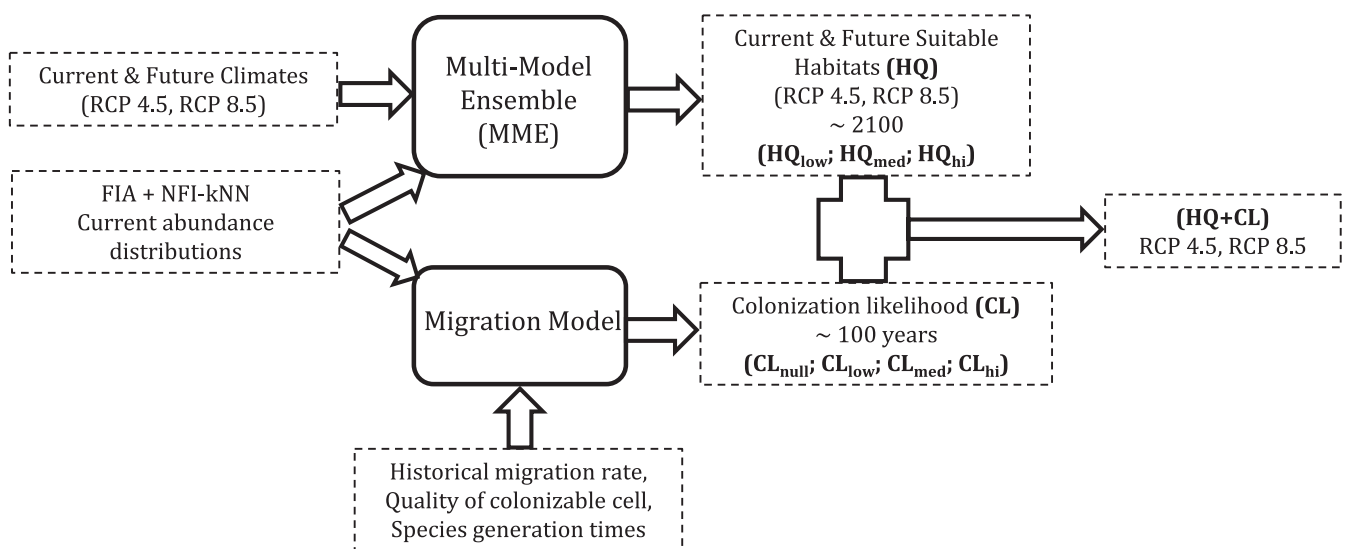 Current & Future Climates
(RCP 4.5, RCP 8.5)
FIA + NFI-kNN
Current abundance
distributions
Multi-Model
Ensemble
(MME)
Migration Model
Historical migration rate,
Quality of colonizable cell,
Species generation times
Current & Future Suitable
Habitats (HQ)
(RCP 4.5, RCP 8.5)
~ 2100
(HQlow; HQmed; HQhi)
Colonization likelihood (CL)
~ 100 years
(CLnull; CLlow; CLmed; CLhi)
(HQ+CL)
RCP 4.5, RCP 8.5